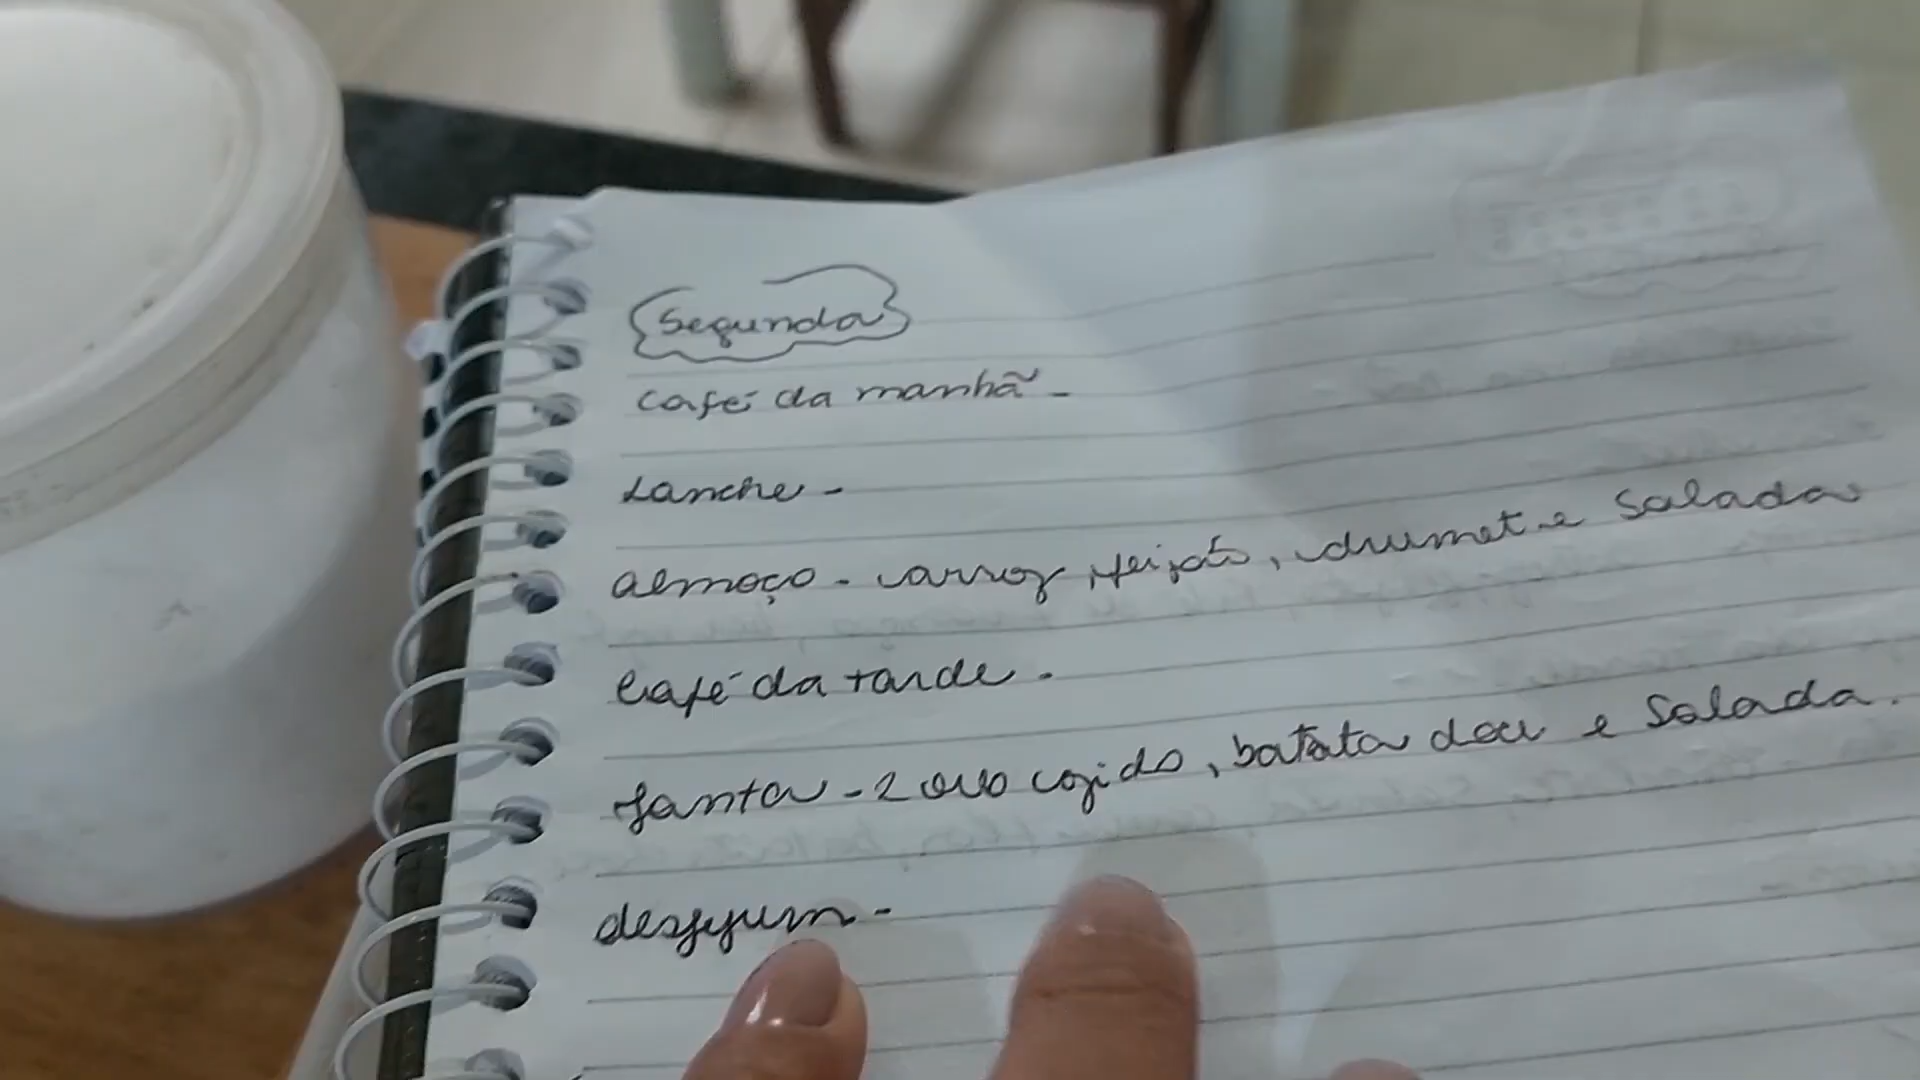 Segunda
café da manhã -
Lanche -
almoço - arroz, feijão, drumet e salada
Café da tarde -
Janta - 2 ovo cozido, batata doce e Salada.
desjejum -